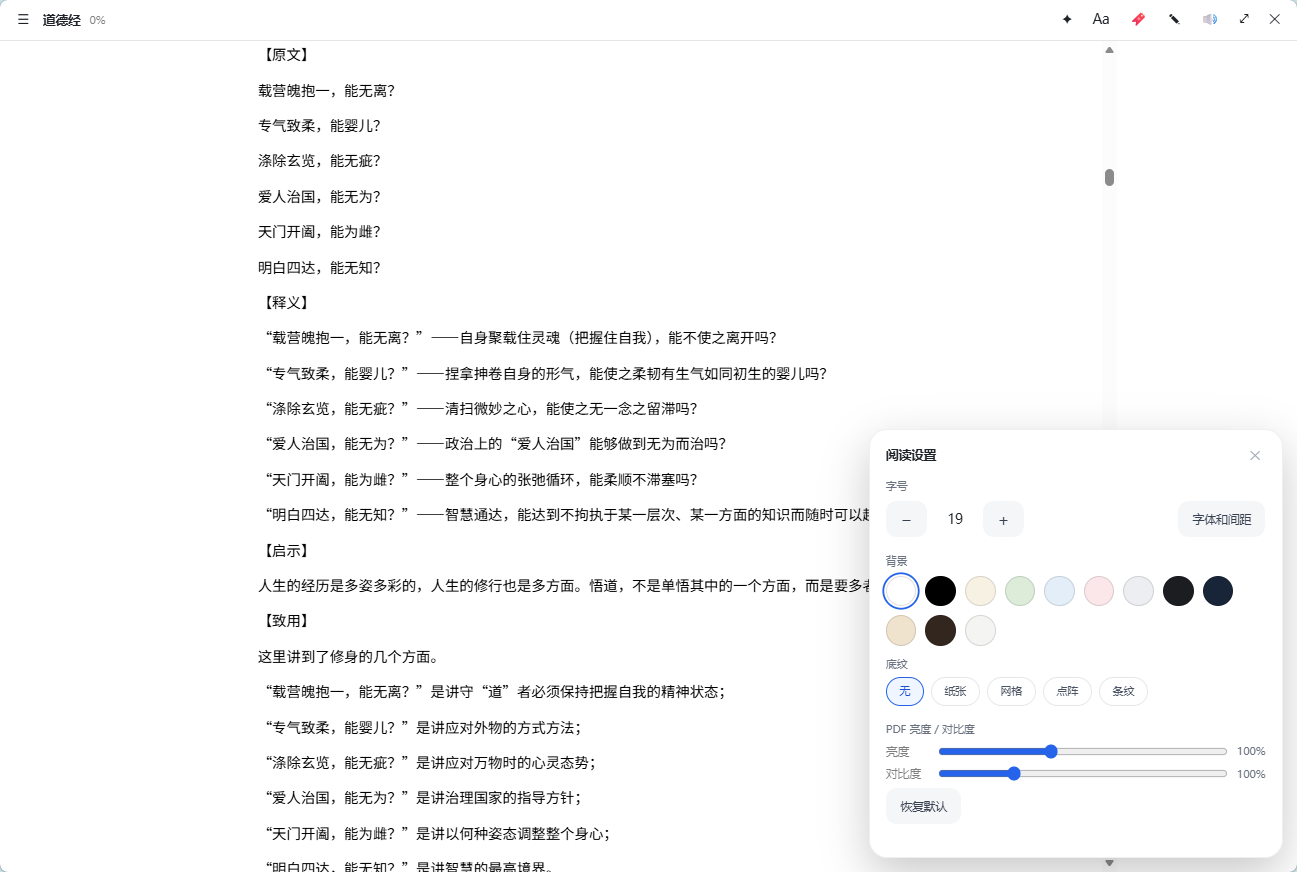 ☰ 道德经 0%
Aa
【原文】
载营魄抱一，能无离？
专气致柔，能婴儿？
涤除玄览，能无疵？
爱人治国，能无为？
天门开阖，能为雌？
明白四达，能无知？
【释义】
“载营魄抱一，能无离？”——自身聚载住灵魂（把握住自我），能不使之离开吗？
“专气致柔，能婴儿？”——捏拿抻卷自身的形气，能使之柔韧有生气如同初生的婴儿吗？
“涤除玄览，能无疵？”——清扫微妙之心，能使之无一念之留滞吗？
“爱人治国，能无为？”——政治上的“爱人治国”能够做到无为而治吗？
“天门开阖，能为雌？”——整个身心的张弛循环，能柔顺不滞塞吗？
“明白四达，能无知？”——智慧通达，能达到不拘执于某一层次、某一方面的知识而随时可以
【启示】
人生的经历是多姿多彩的，人生的修行也是多方面。悟道，不是单悟其中的一个方面，而是要多
【致用】
这里讲到了修身的几个方面。
“载营魄抱一，能无离？”是讲守“道”者必须保持把握自我的精神状态；
“专气致柔，能婴儿？”是讲应对外物的方式方法；
“涤除玄览，能无疵？”是讲应对万物时的心灵态势；
“爱人治国，能无为？”是讲治理国家的指导方针；
“天门开阖，能为雌？”是讲以何种姿态调整整个身心；
“明白四达，能无知？”是讲智慧的最高境界。
阅读设置
字号
− 19 + 字体和间距
背景
底纹
无 纸张 网格 点阵 条纹
PDF 亮度 / 对比度
亮度 100%
对比度 100%
恢复默认